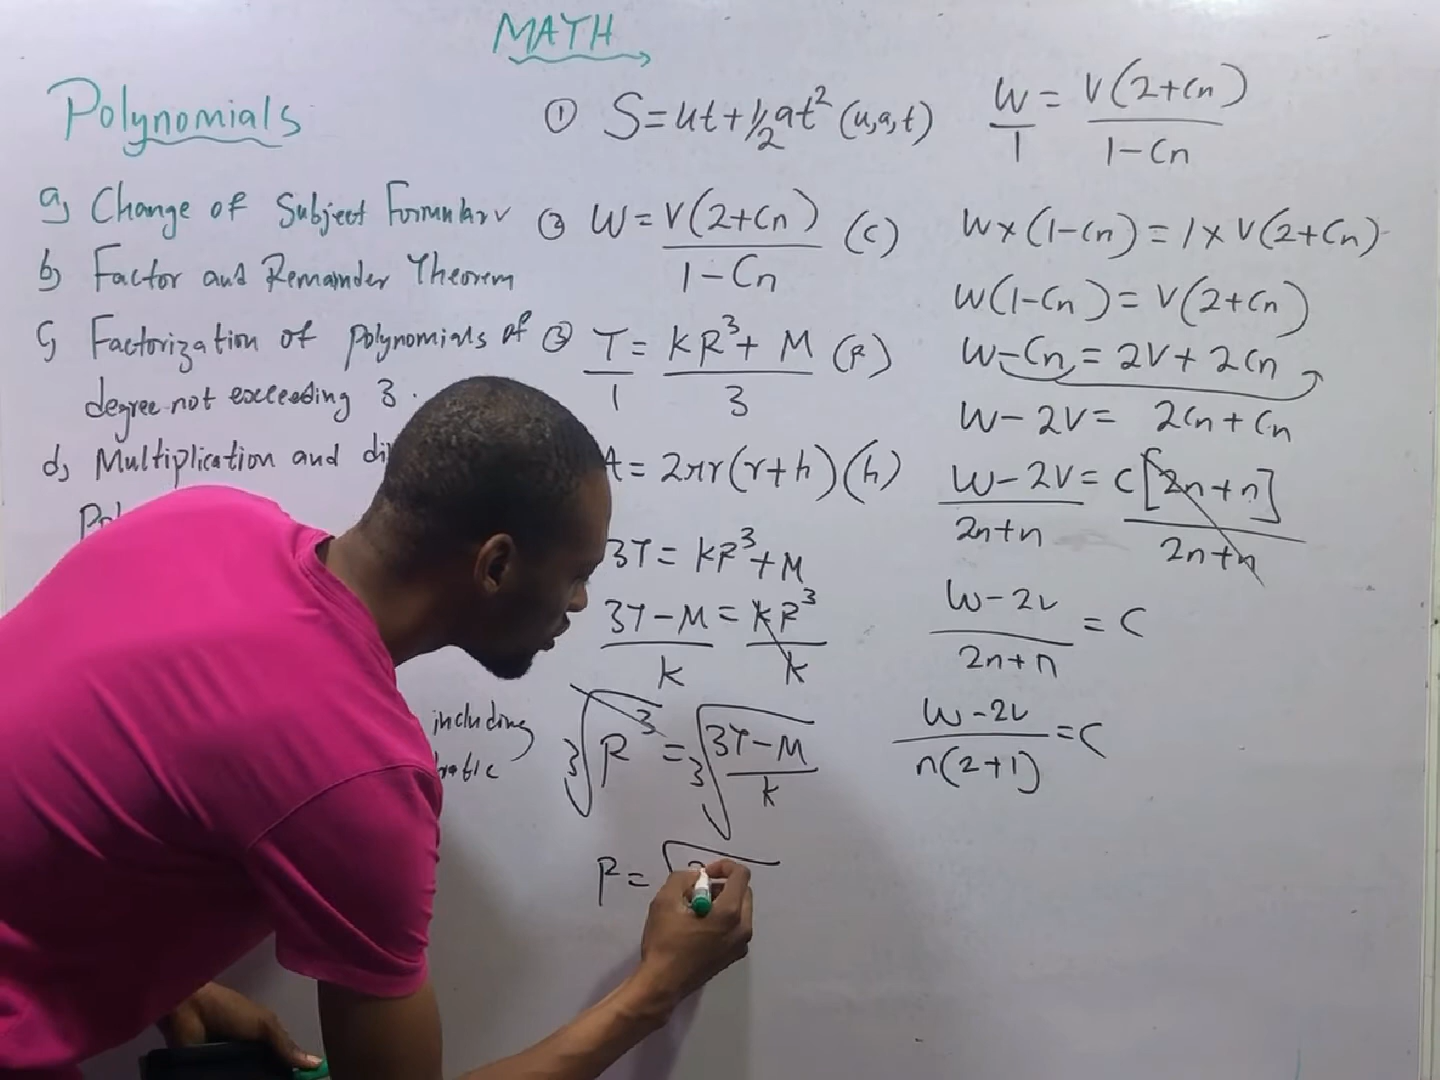 MATH
Polynomials
a) Change of Subject Formular
b) Factor and Remainder Theorem
c) Factorization of polynomials of
degree not exceeding 3.
d) Multiplication and
including
① S=ut+½at² (u,a,t)
② W=V(2+Cn) (C)
1-Cn
③ T = KR³+M (R)
1 3
A=2πr(r+h)(h)
3T=KR³+M
3T-M=KR³
k k
3√R³ = 3√3T-M
k
R=√
W = V(2+Cn)
1 1-Cn
W×(1-Cn)=1×V(2+Cn)
W(1-Cn)=V(2+Cn)
W-Cn=2V+2Cn
W-2V=2Cn+Cn
W-2V=C[2n+n]
2n+n 2n+n
W-2V =C
2n+n
W-2V =C
n(2+1)